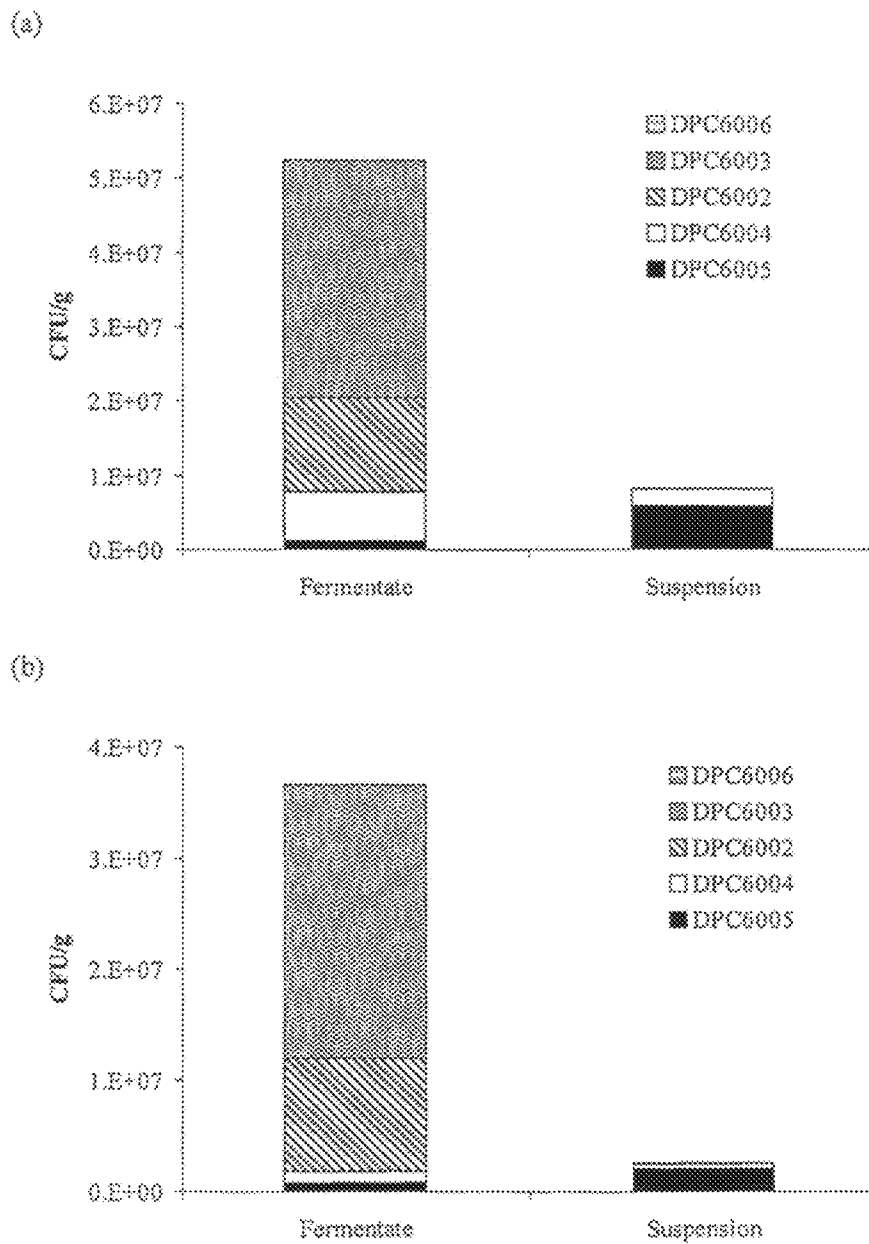 (a)
6.E+07
5.E+07
4.E+07
3.E+07
2.E+07
1.E+07
0.E+00
CFU/g
DPC6006
DPC6003
DPC6002
DPC6004
DPC6005
Fermentate
Suspension
(b)
4.E+07
3.E+07
2.E+07
1.E+07
0.E+00
CFU/g
DPC6006
DPC6003
DPC6002
DPC6004
DPC6005
Fermentate
Suspension